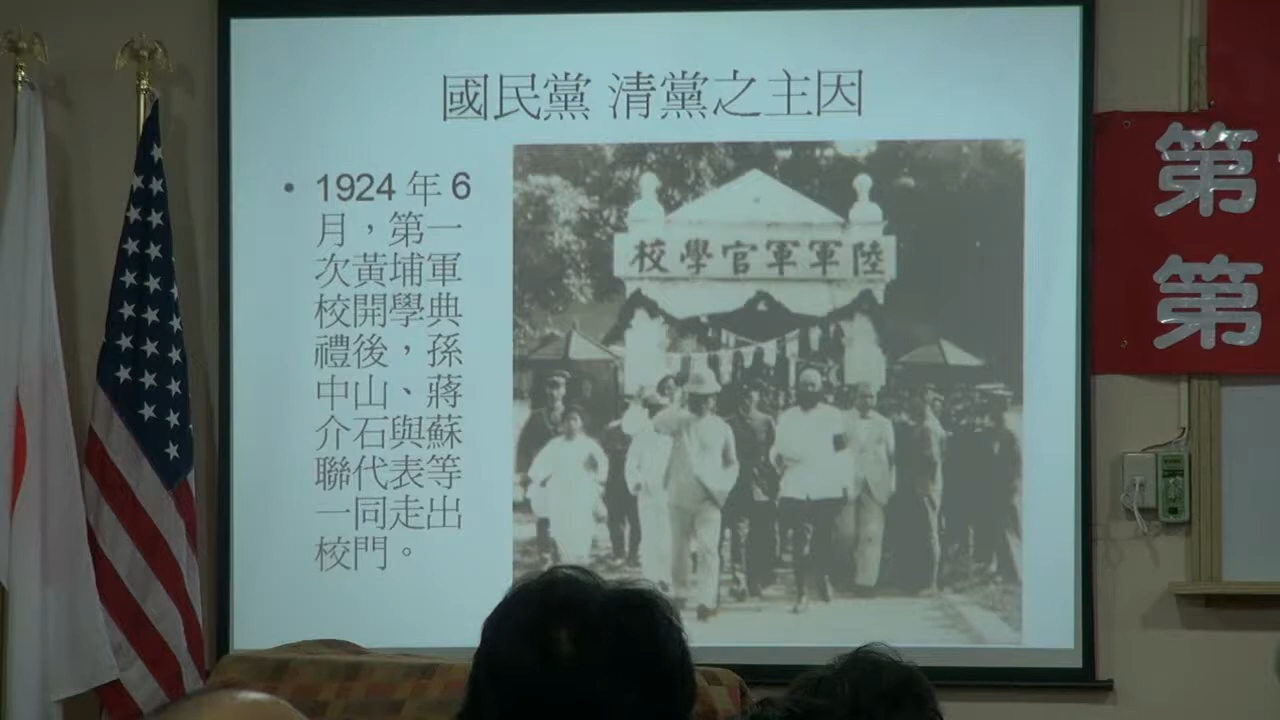 國民黨 清黨之主因
• 1924 年 6
月，第一
次黃埔軍
校開學典
禮後，孫
中山、蔣
介石與蘇
聯代表等
一同走出
校門。
校學官軍軍陸
第
第